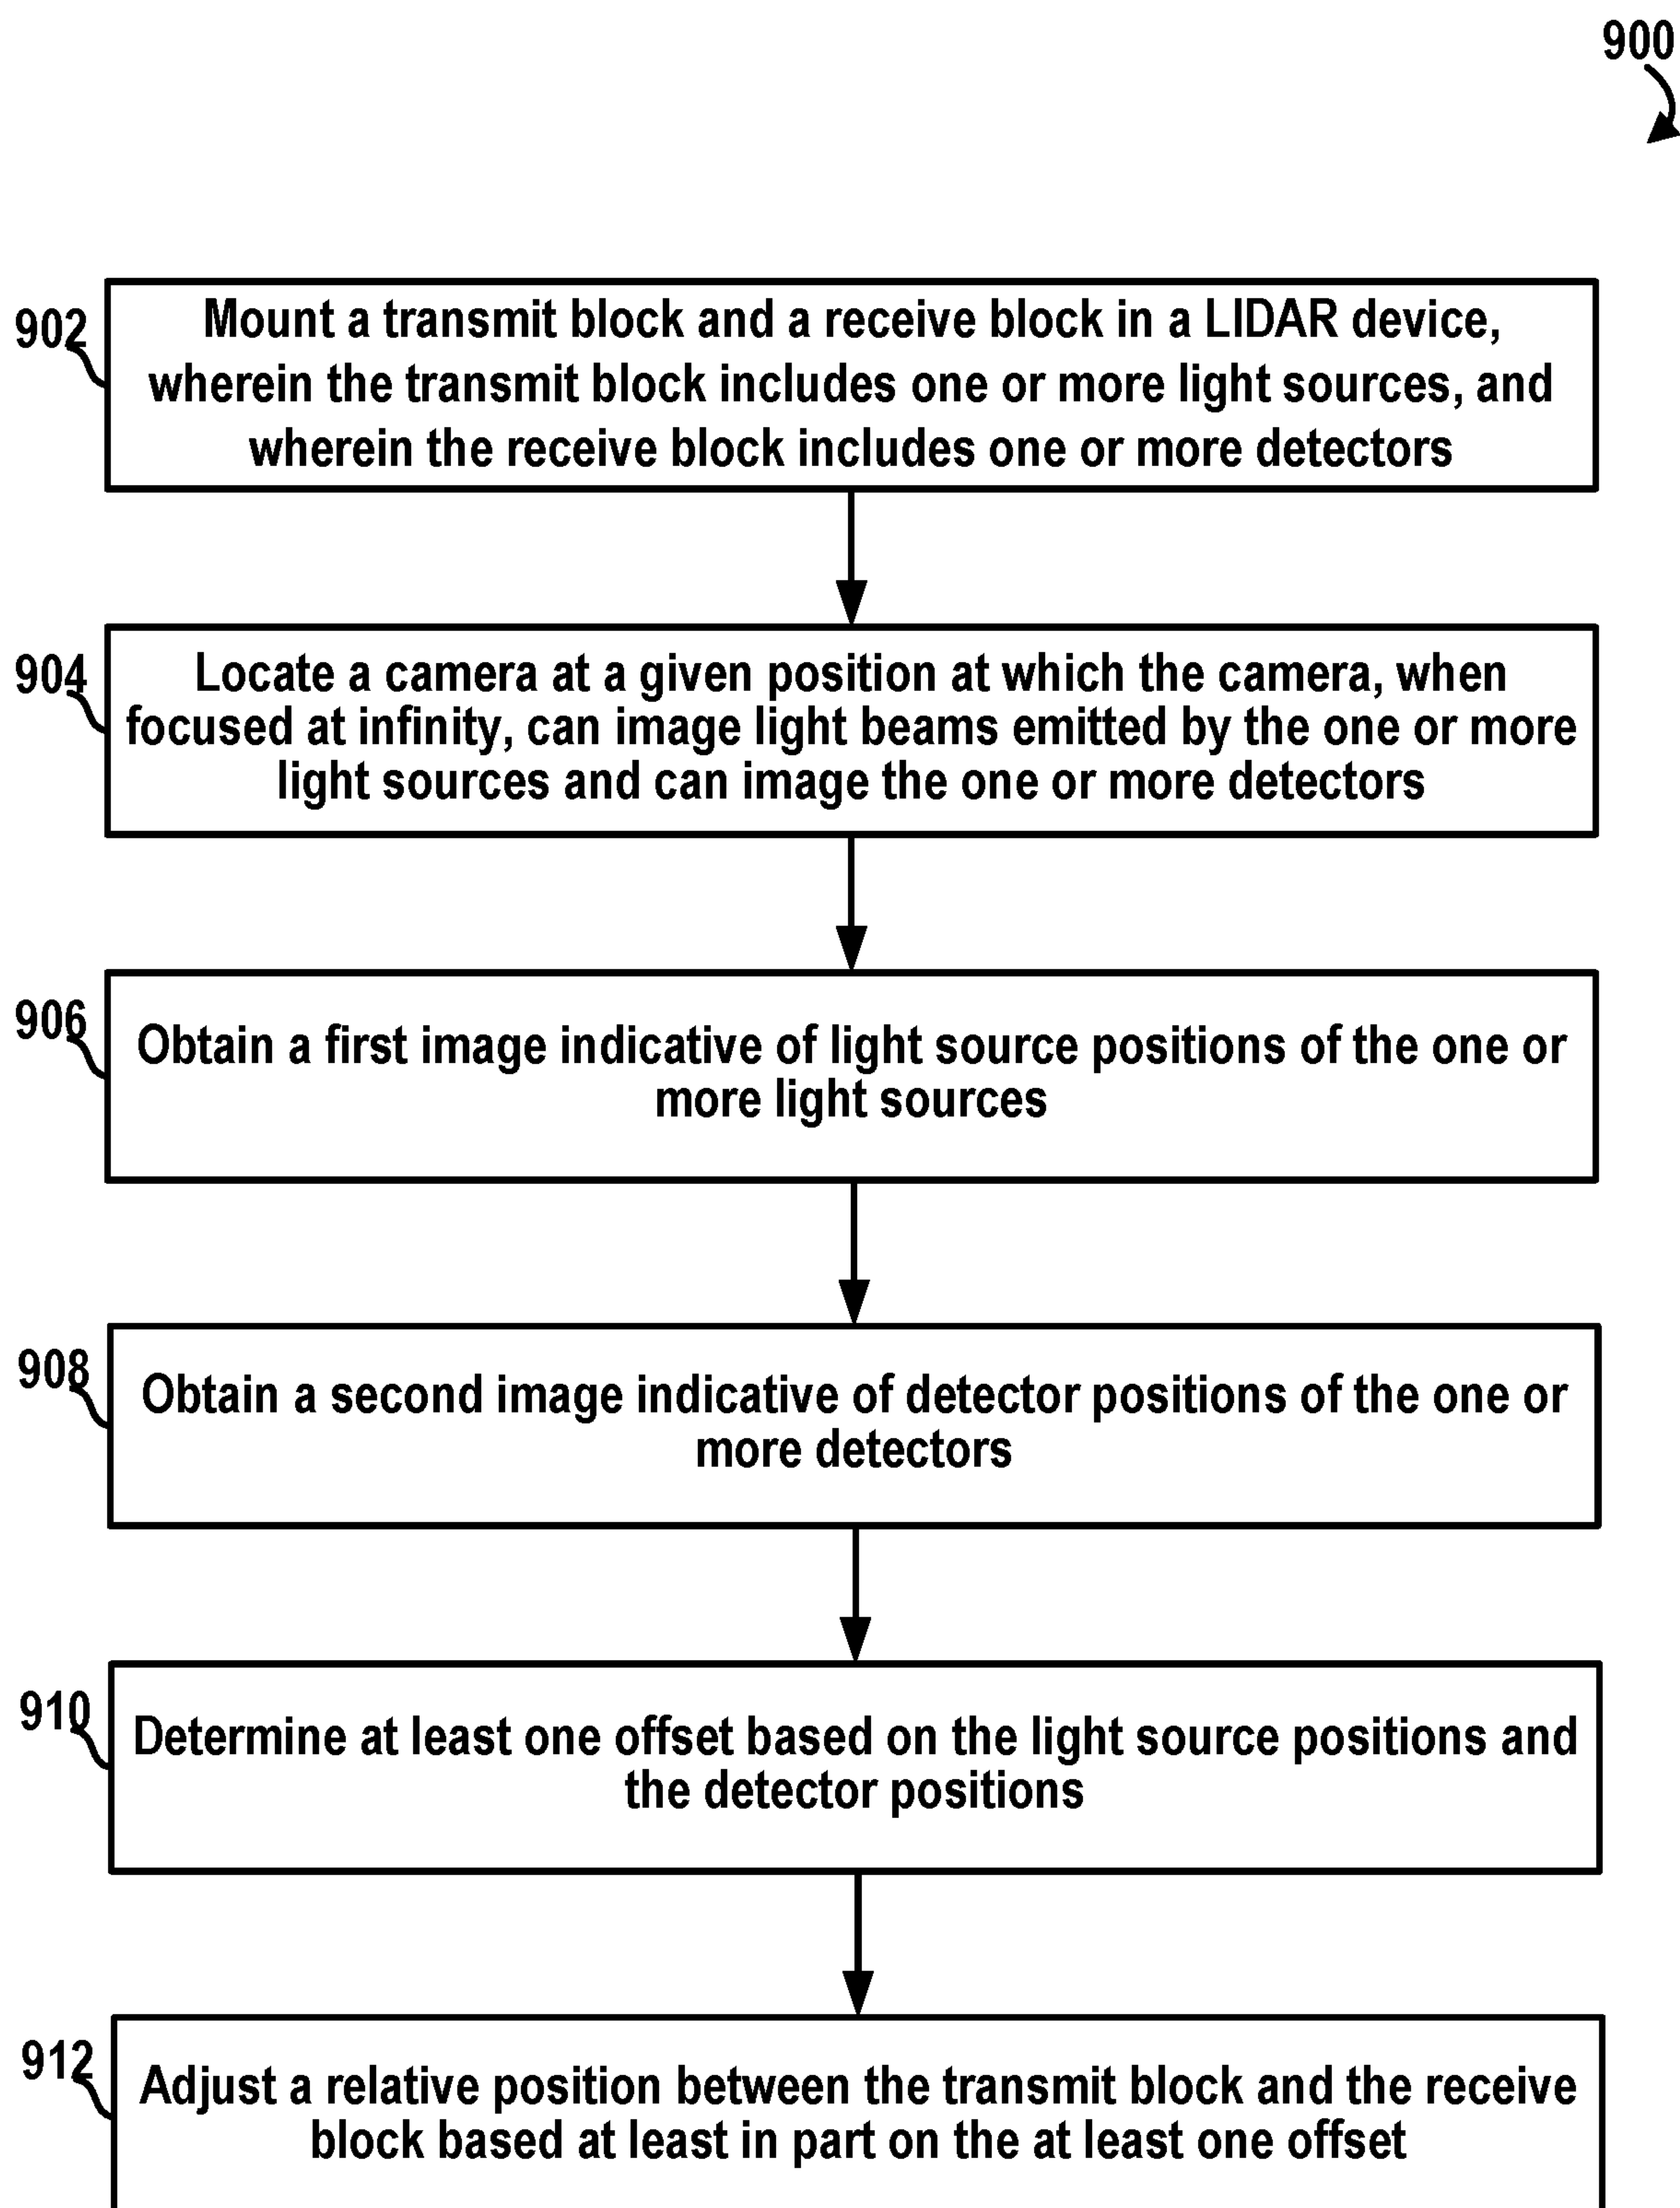 900
902
Mount a transmit block and a receive block in a LIDAR device,
wherein the transmit block includes one or more light sources, and
wherein the receive block includes one or more detectors
904
Locate a camera at a given position at which the camera, when
focused at infinity, can image light beams emitted by the one or more
light sources and can image the one or more detectors
906
Obtain a first image indicative of light source positions of the one or
more light sources
908
Obtain a second image indicative of detector positions of the one or
more detectors
910
Determine at least one offset based on the light source positions and
the detector positions
912
Adjust a relative position between the transmit block and the receive
block based at least in part on the at least one offset